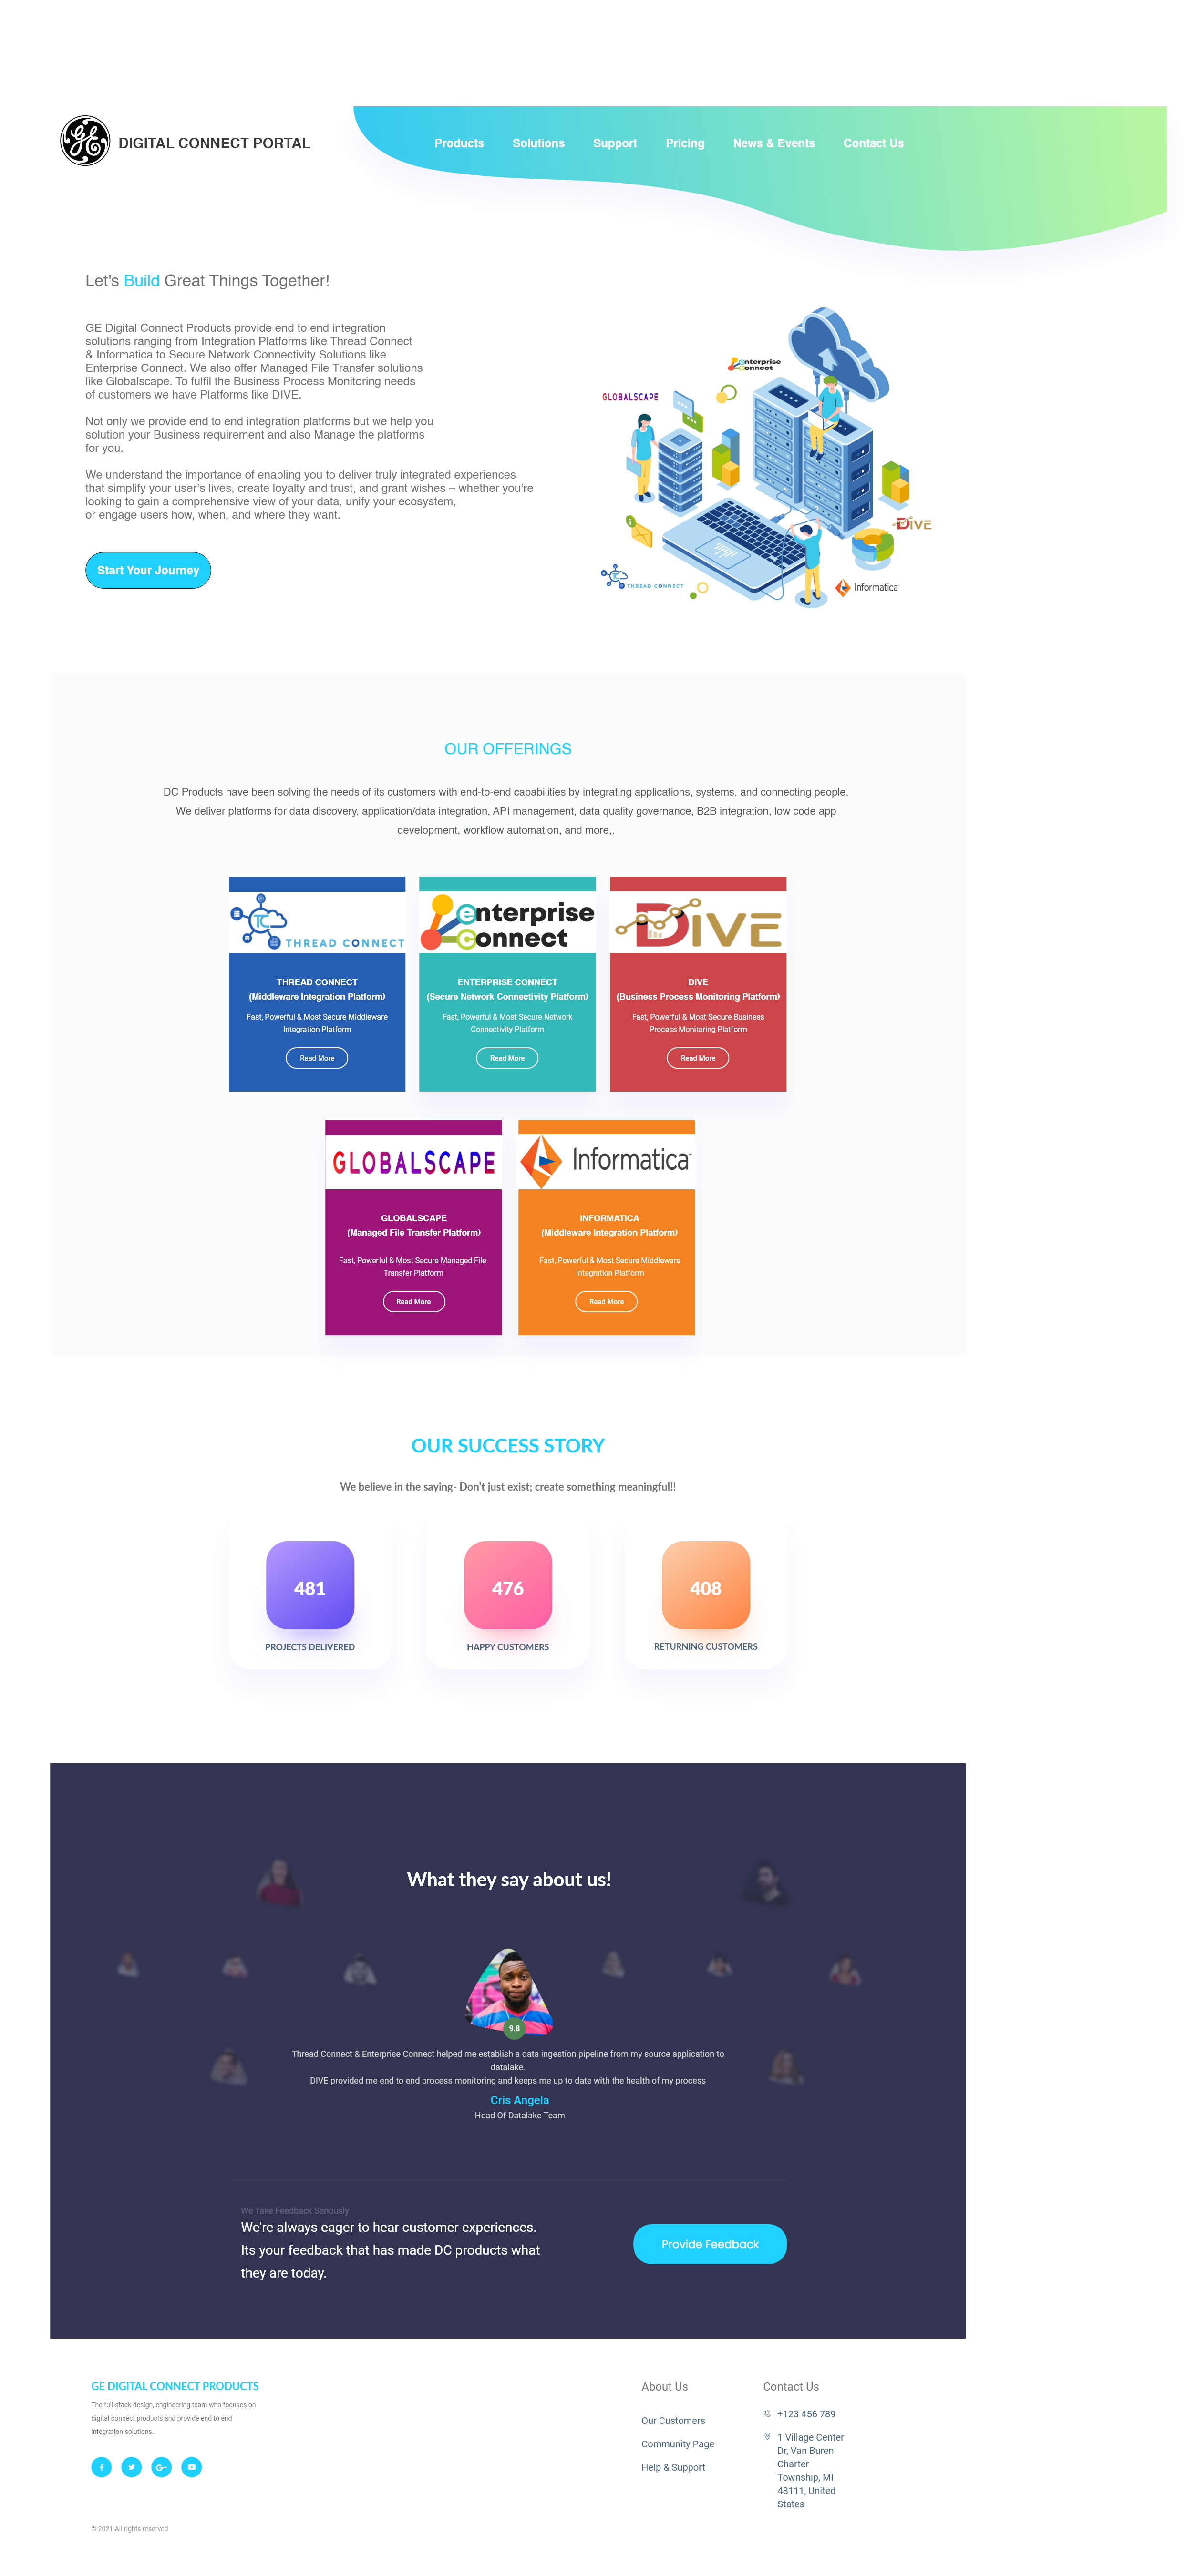 DIGITAL CONNECT PORTAL
Products
Solutions
Support
Pricing
News & Events
Contact Us
Let's Build Great Things Together!
GE Digital Connect Products provide end to end integration
solutions ranging from Integration Platforms like Thread Connect
& Informatica to Secure Network Connectivity Solutions like
Enterprise Connect. We also offer Managed File Transfer solutions
like Globalscape. To fulfil the Business Process Monitoring needs
of customers we have Platforms like DIVE.
Not only we provide end to end integration platforms but we help you
solution your Business requirement and also Manage the platforms
for you.
We understand the importance of enabling you to deliver truly integrated experiences
that simplify your user’s lives, create loyalty and trust, and grant wishes – whether you’re
looking to gain a comprehensive view of your data, unify your ecosystem,
or engage users how, when, and where they want.
Start Your Journey
enterprise
connect
GLOBALSCAPE
DIVE
TC THREAD CONNECT
Informatica
OUR OFFERINGS
DC Products have been solving the needs of its customers with end-to-end capabilities by integrating applications, systems, and connecting people.
We deliver platforms for data discovery, application/data integration, API management, data quality governance, B2B integration, low code app
development, workflow automation, and more,.
TC THREAD CONNECT
THREAD CONNECT
(Middleware Integration Platform)
Fast, Powerful & Most Secure Middleware
Integration Platform
Read More
enterprise
connect
ENTERPRISE CONNECT
(Secure Network Connectivity Platform)
Fast, Powerful & Most Secure Network
Connectivity Platform
Read More
DIVE
DIVE
(Business Process Monitoring Platform)
Fast, Powerful & Most Secure Business
Process Monitoring Platform
Read More
GLOBALSCAPE
GLOBALSCAPE
(Managed File Transfer Platform)
Fast, Powerful & Most Secure Managed File
Transfer Platform
Read More
Informatica
INFORMATICA
(Middleware Integration Platform)
Fast, Powerful & Most Secure Middleware
Integration Platform
Read More
OUR SUCCESS STORY
We believe in the saying- Don't just exist; create something meaningful!!
481
PROJECTS DELIVERED
476
HAPPY CUSTOMERS
408
RETURNING CUSTOMERS
What they say about us!
9.8
Thread Connect & Enterprise Connect helped me establish a data ingestion pipeline from my source application to
datalake.
DIVE provided me end to end process monitoring and keeps me up to date with the health of my process
Cris Angela
Head Of Datalake Team
We Take Feedback Seriously
We're always eager to hear customer experiences.
Its your feedback that has made DC products what
they are today.
Provide Feedback
GE DIGITAL CONNECT PRODUCTS
The full-stack design, engineering team who focuses on
digital connect products and provide end to end
integration solutions..
© 2021 All rights reserved
About Us
Our Customers
Community Page
Help & Support
Contact Us
+123 456 789
1 Village Center
Dr, Van Buren
Charter
Township, MI
48111, United
States